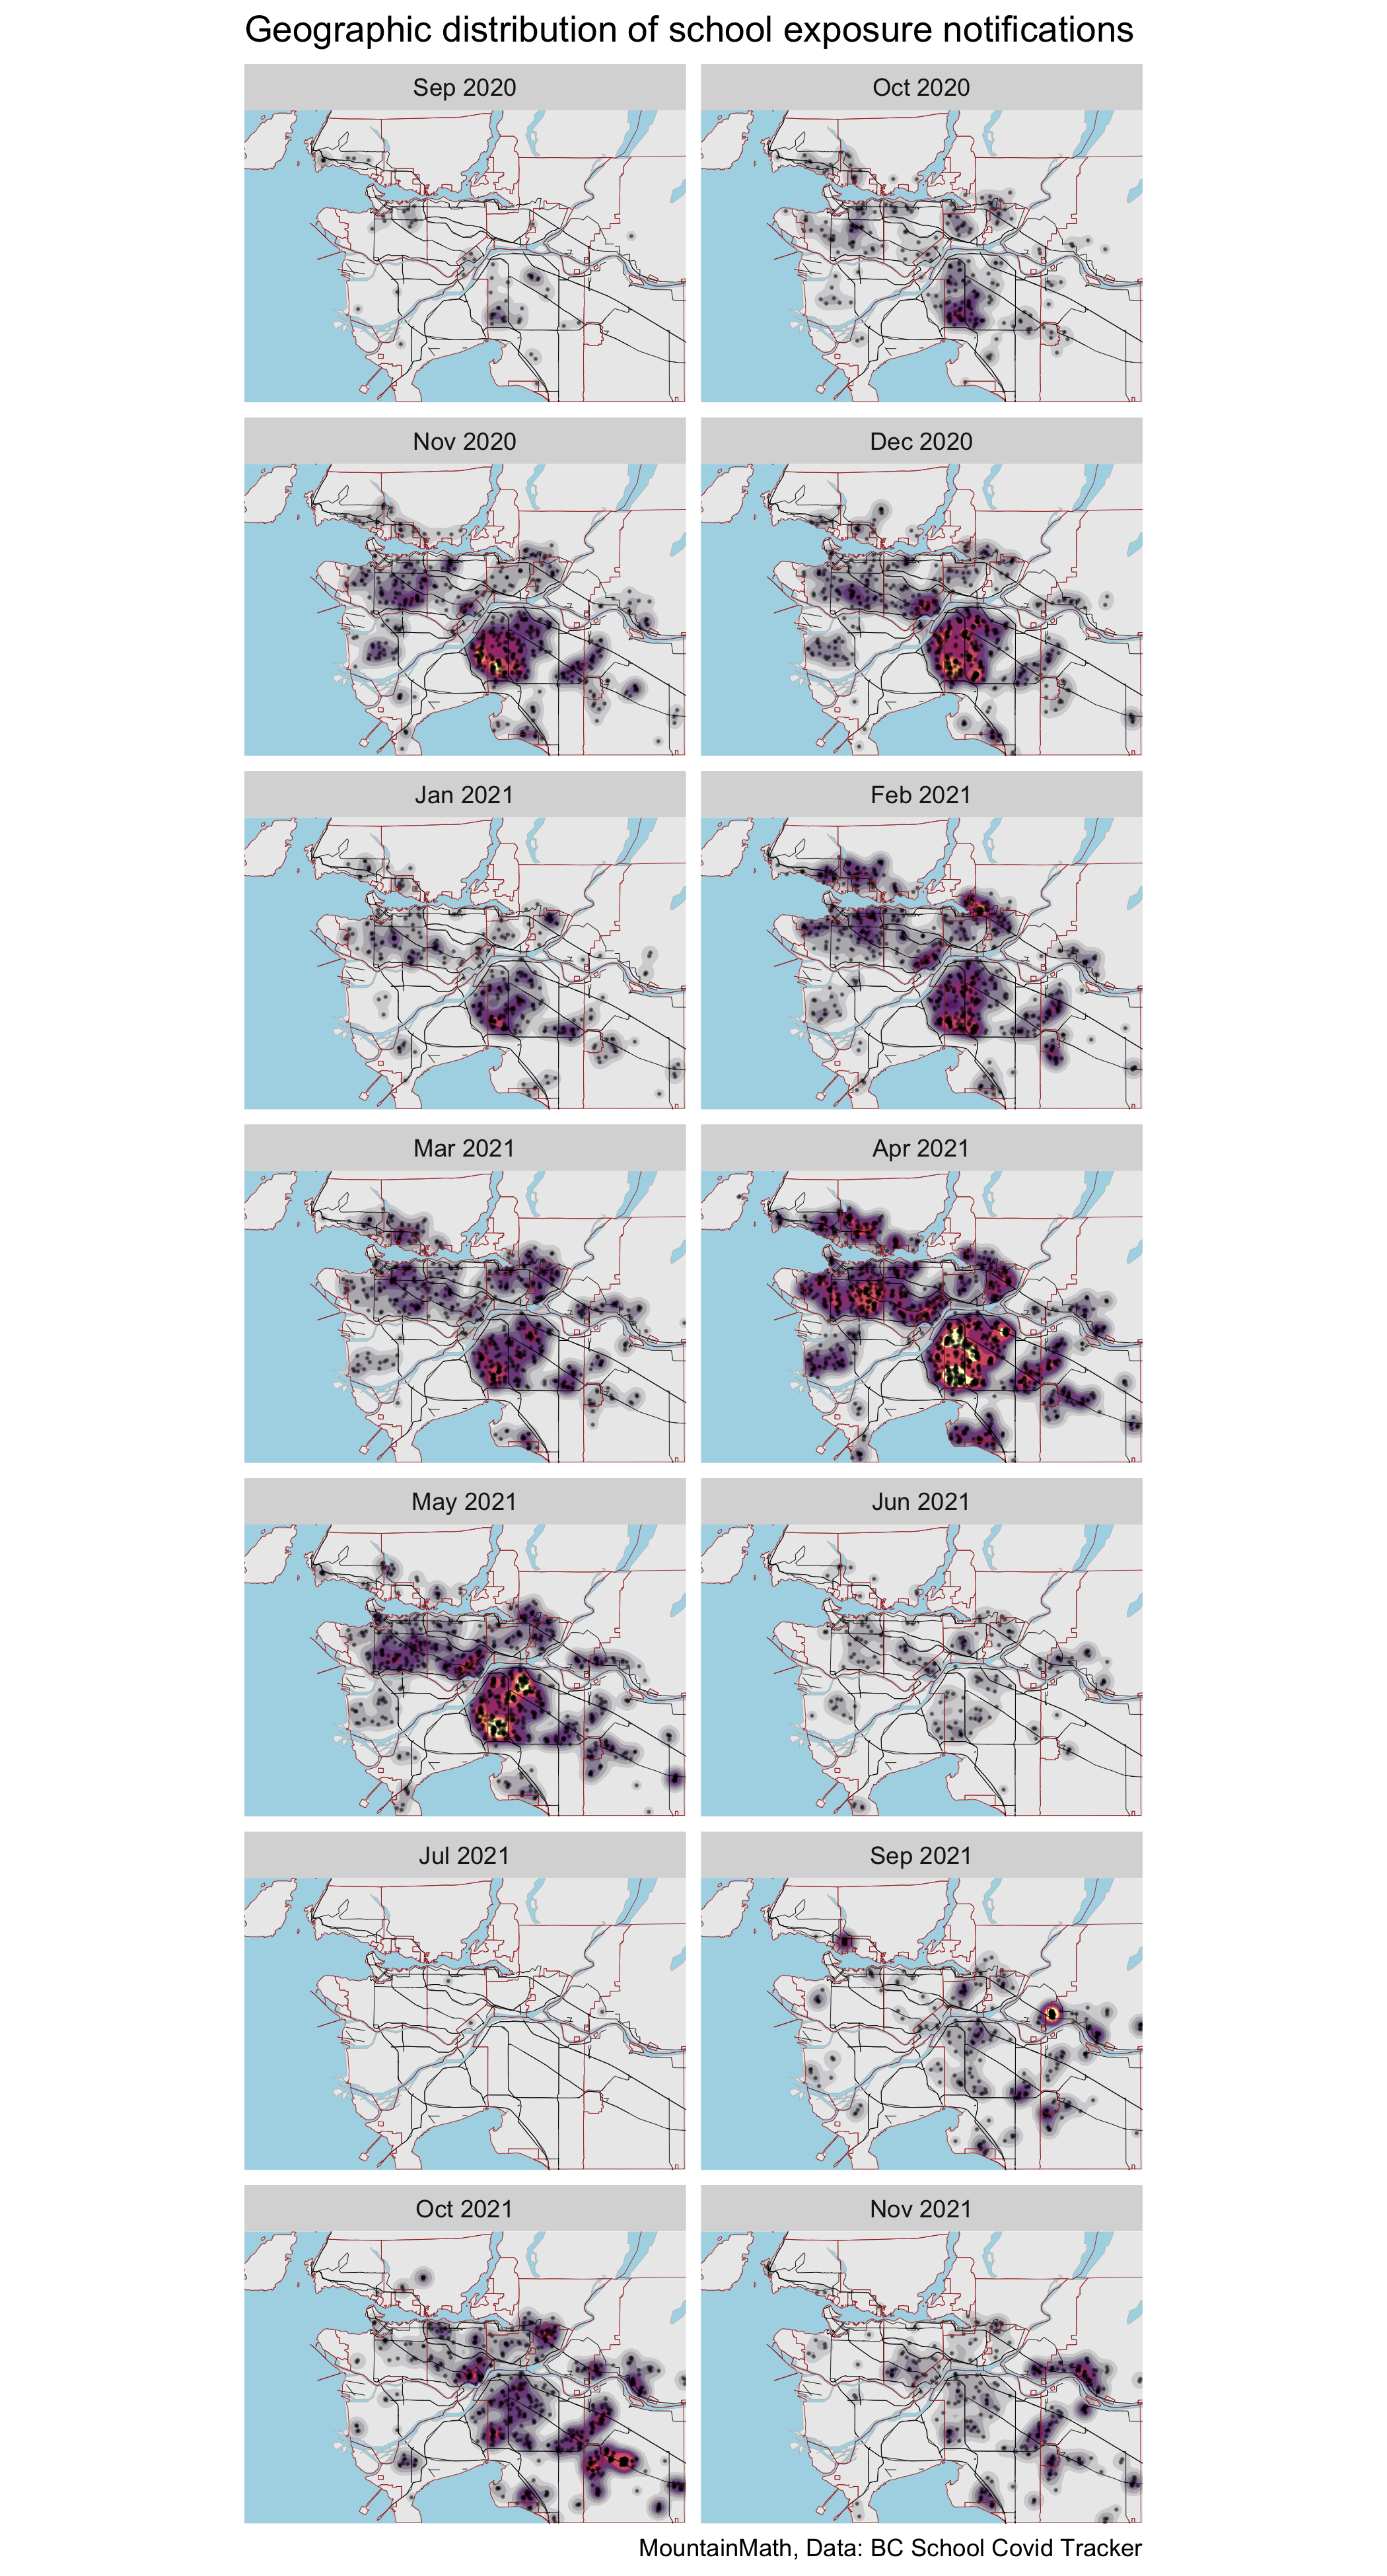 Geographic distribution of school exposure notifications
Sep 2020
Oct 2020
Nov 2020
Dec 2020
Jan 2021
Feb 2021
Mar 2021
Apr 2021
May 2021
Jun 2021
Jul 2021
Sep 2021
Oct 2021
Nov 2021
MountainMath, Data: BC School Covid Tracker